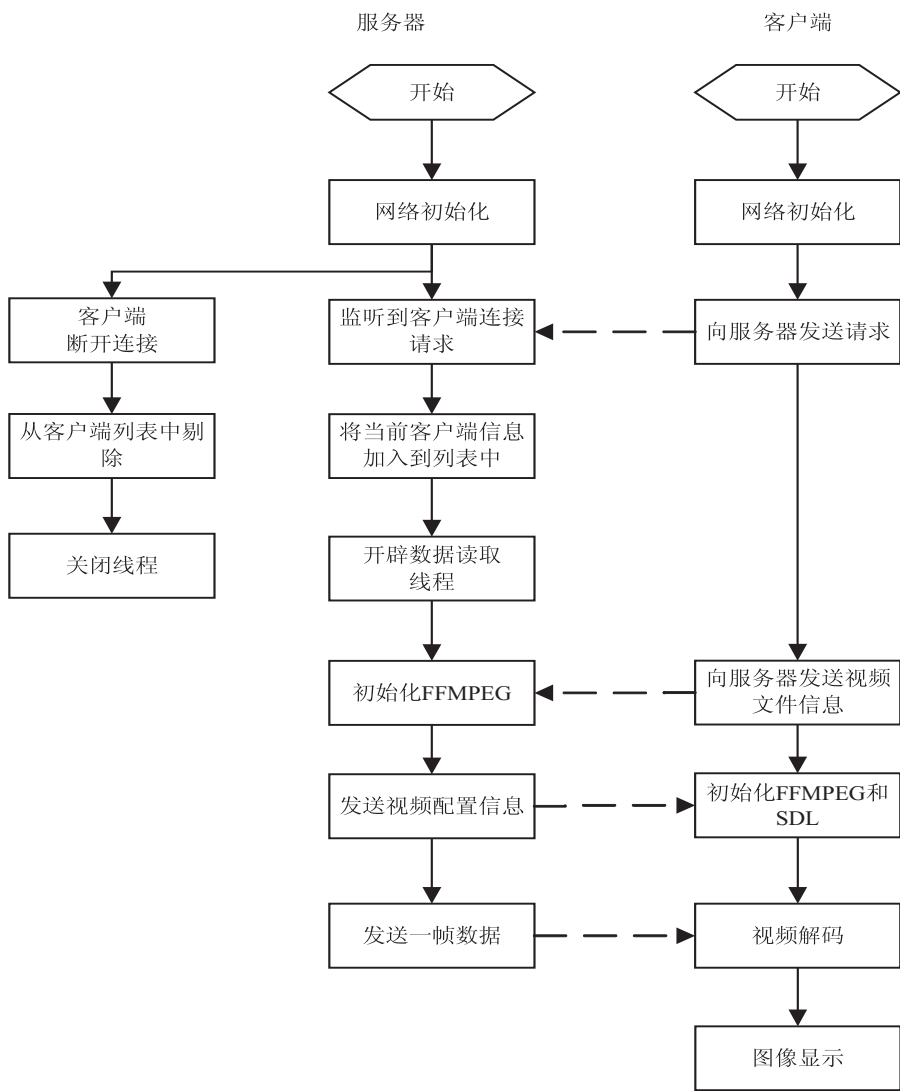 服务器
客户端
开始
开始
网络初始化
网络初始化
客户端
断开连接
监听到客户端连接
请求
向服务器发送请求
从客户端列表中剔
除
将当前客户端信息
加入到列表中
关闭线程
开辟数据读取
线程
初始化FFMPEG
向服务器发送视频
文件信息
发送视频配置信息
初始化FFMPEG和
SDL
发送一帧数据
视频解码
图像显示